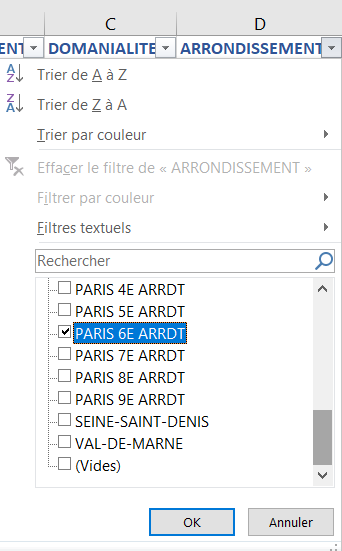 C D
ENT DOMANIALITE ARRONDISSEMENT
Trier de A à Z
Trier de Z à A
Trier par couleur
Effacer le filtre de « ARRONDISSEMENT »
Filtrer par couleur
Filtres textuels
Rechercher
PARIS 4E ARRDT
PARIS 5E ARRDT
PARIS 6E ARRDT
PARIS 7E ARRDT
PARIS 8E ARRDT
PARIS 9E ARRDT
SEINE-SAINT-DENIS
VAL-DE-MARNE
(Vides)
OK Annuler